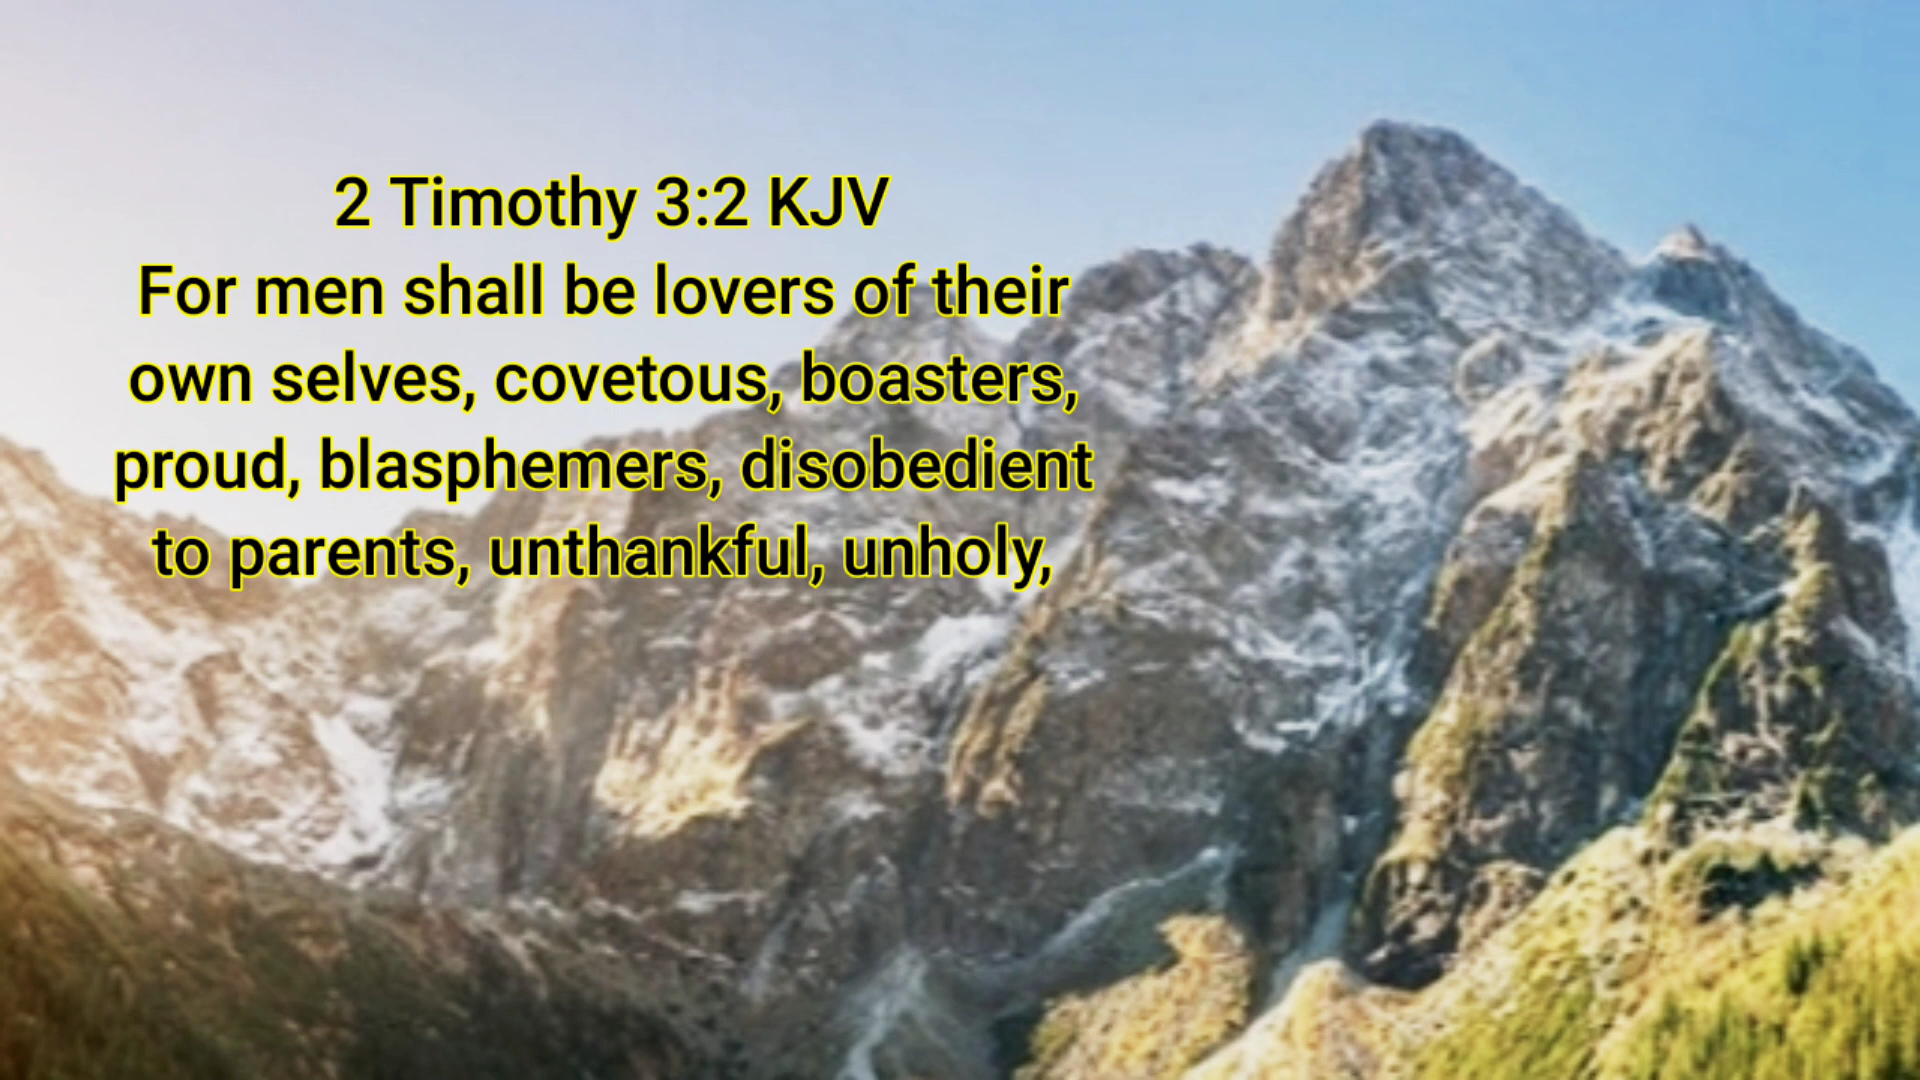 2 Timothy 3:2 KJV
For men shall be lovers of their
own selves, covetous, boasters,
proud, blasphemers, disobedient
to parents, unthankful, unholy,